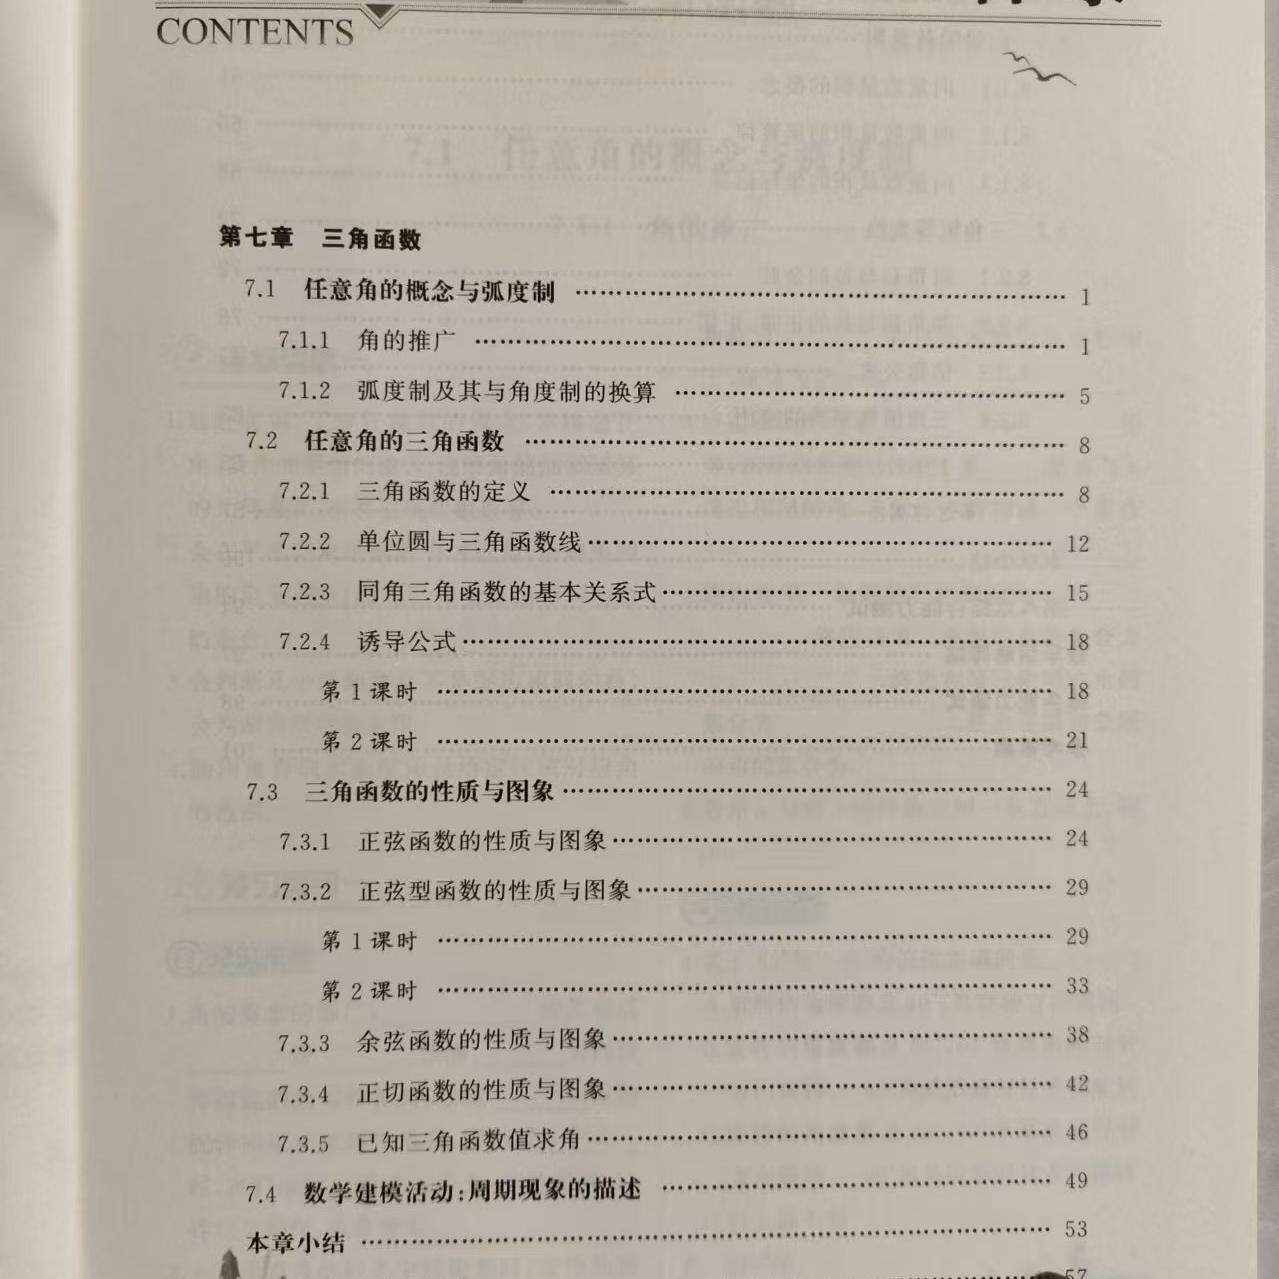 CONTENTS
第七章 三角函数
7.1 任意角的概念与弧度制 …… 1
7.1.1 角的推广 …… 1
7.1.2 弧度制及其与角度制的换算 …… 5
7.2 任意角的三角函数 …… 8
7.2.1 三角函数的定义 …… 8
7.2.2 单位圆与三角函数线 …… 12
7.2.3 同角三角函数的基本关系式 …… 15
7.2.4 诱导公式 …… 18
第1课时 …… 18
第2课时 …… 21
7.3 三角函数的性质与图象 …… 24
7.3.1 正弦函数的性质与图象 …… 24
7.3.2 正弦型函数的性质与图象 …… 29
第1课时 …… 29
第2课时 …… 33
7.3.3 余弦函数的性质与图象 …… 38
7.3.4 正切函数的性质与图象 …… 42
7.3.5 已知三角函数值求角 …… 46
7.4 数学建模活动:周期现象的描述 …… 49
本章小结 …… 53
57